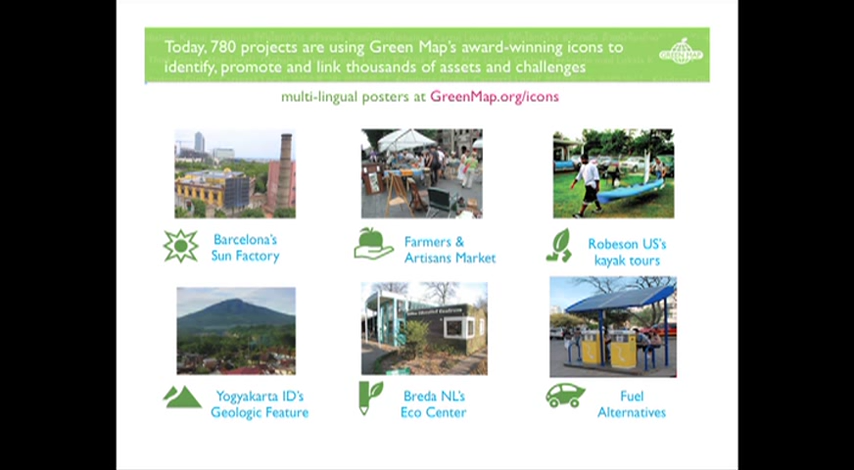 Today, 780 projects are using Green Map's award-winning icons to
identify, promote and link thousands of assets and challenges
GREEN MAP
multi-lingual posters at GreenMap.org/icons
Barcelona's
Sun Factory
Farmers &
Artisans Market
Robeson US's
kayak tours
Yogyakarta ID's
Geologic Feature
Breda NL's
Eco Center
Fuel
Alternatives